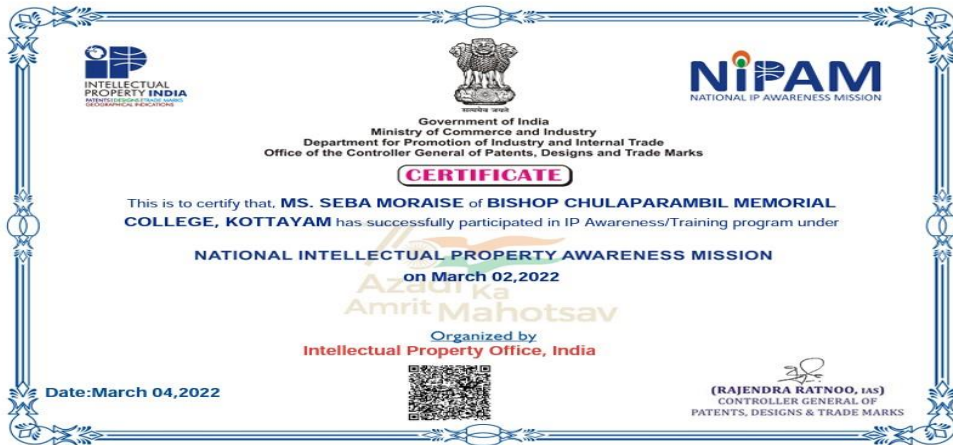 INTELLECTUAL
PROPERTY INDIA
PATENTS | DESIGNS | TRADE MARKS
GEOGRAPHICAL INDICATIONS
सत्यमेव जयते
NiPAM
NATIONAL IP AWARENESS MISSION
Government of India
Ministry of Commerce and Industry
Department for Promotion of Industry and Internal Trade
Office of the Controller General of Patents, Designs and Trade Marks
CERTIFICATE
This is to certify that, MS. SEBA MORAISE of BISHOP CHULAPARAMBIL MEMORIAL
COLLEGE, KOTTAYAM has successfully participated in IP Awareness/Training program under
NATIONAL INTELLECTUAL PROPERTY AWARENESS MISSION
on March 02,2022
Azadi Ka
Amrit Mahotsav
Organized by
Intellectual Property Office, India
Date:March 04,2022
(RAJENDRA RATNOO, IAS)
CONTROLLER GENERAL OF
PATENTS, DESIGNS & TRADE MARKS